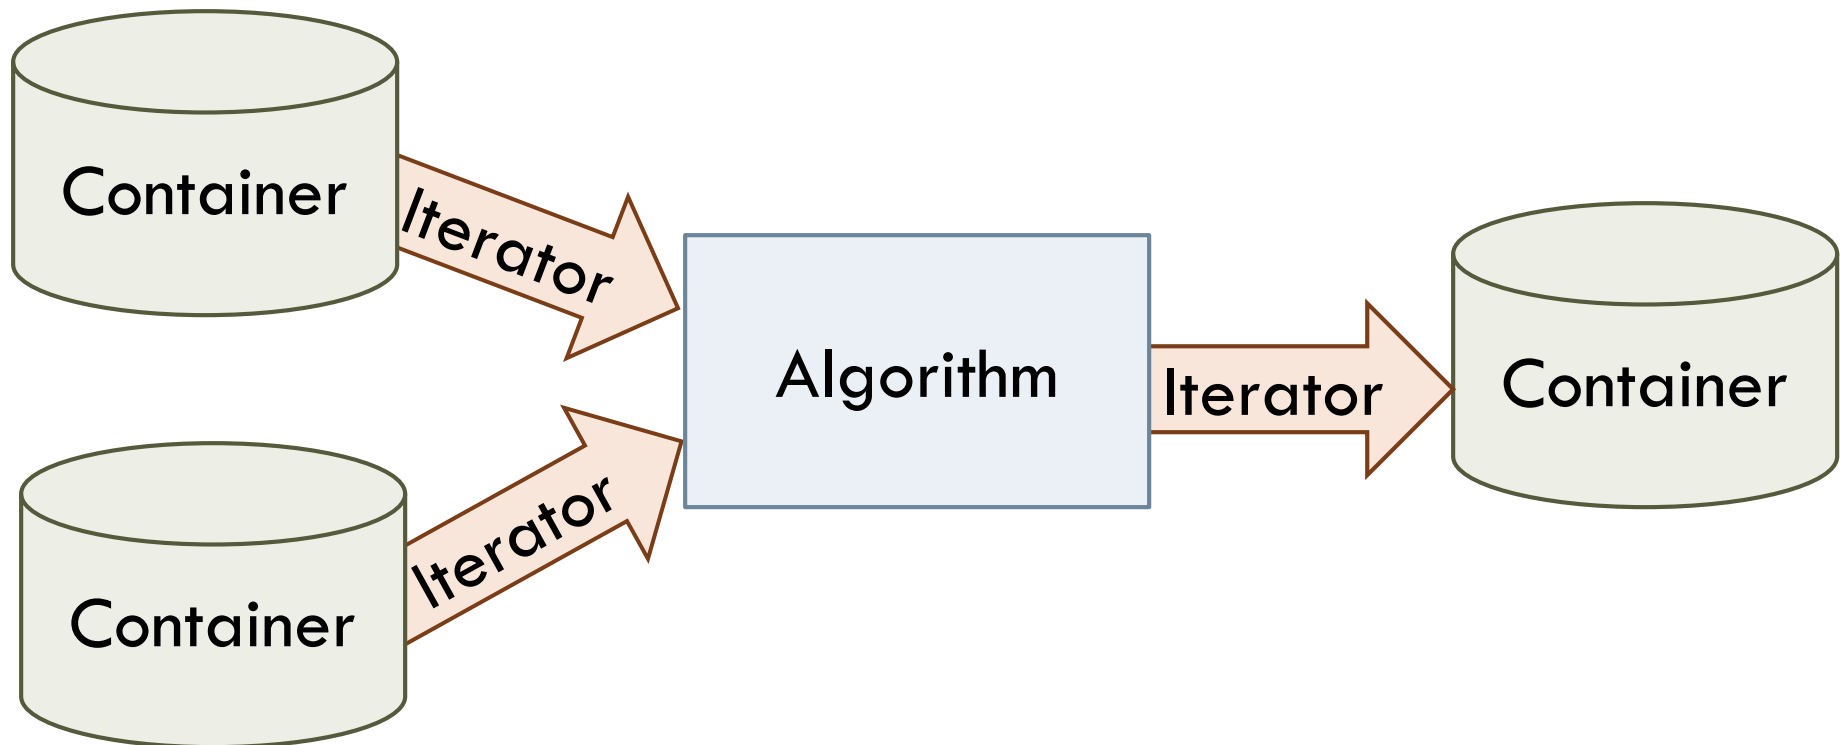 Container
Iterator
Algorithm
Iterator
Container
Iterator
Container